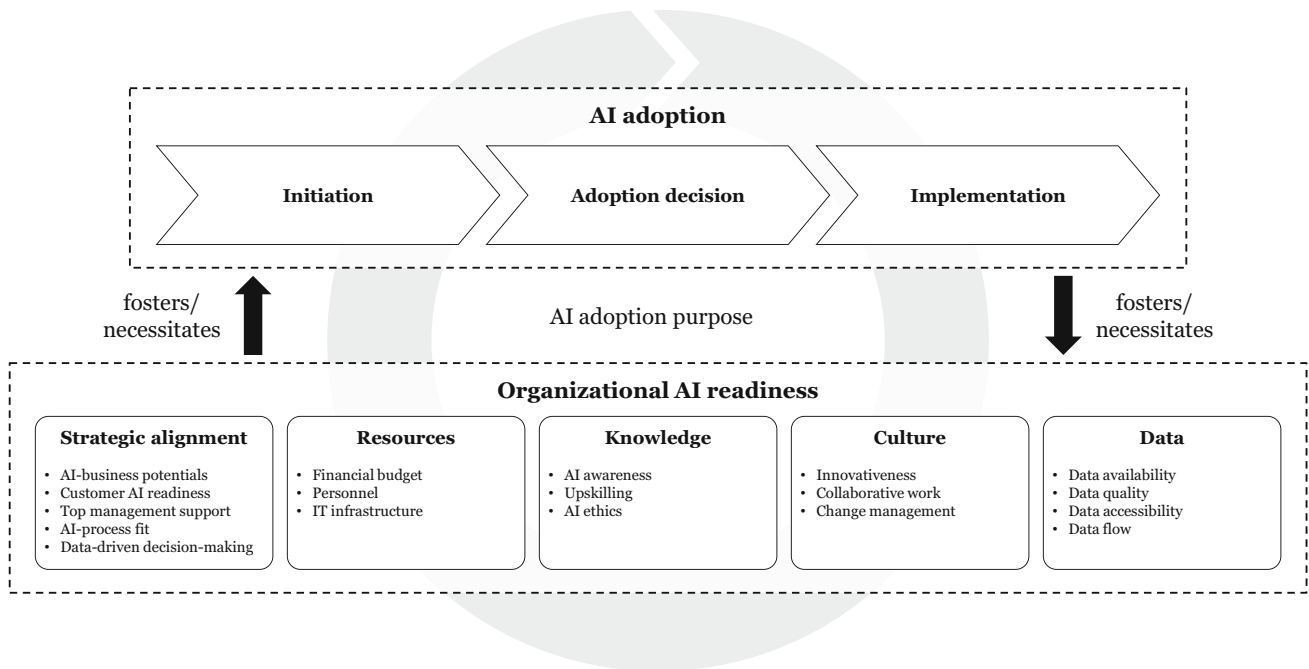 AI adoption
Initiation
Adoption decision
Implementation
fosters/
necessitates
AI adoption purpose
fosters/
necessitates
Organizational AI readiness
Strategic alignment
• AI-business potentials
• Customer AI readiness
• Top management support
• AI-process fit
• Data-driven decision-making
Resources
• Financial budget
• Personnel
• IT infrastructure
Knowledge
• AI awareness
• Upskilling
• AI ethics
Culture
• Innovativeness
• Collaborative work
• Change management
Data
• Data availability
• Data quality
• Data accessibility
• Data flow